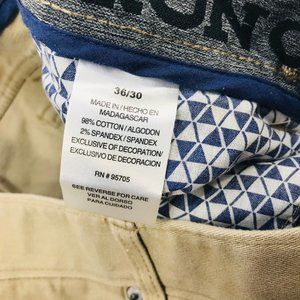 RONC
36/30
MADE IN / HECHO EN
MADAGASCAR
98% COTTON / ALGODON
2% SPANDEX / SPANDEX
EXCLUSIVE OF DECORATION/
EXCLUSIVO DE DECORACION
RN # 95705
SEE REVERSE FOR CARE
VER AL DORSO
PARA CUIDADO